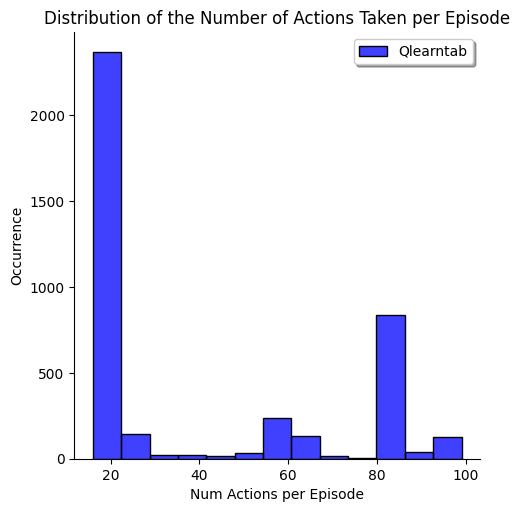 Distribution of the Number of Actions Taken per Episode
Qlearntab
2000
1500
1000
500
0
Occurrence
20 40 60 80 100
Num Actions per Episode